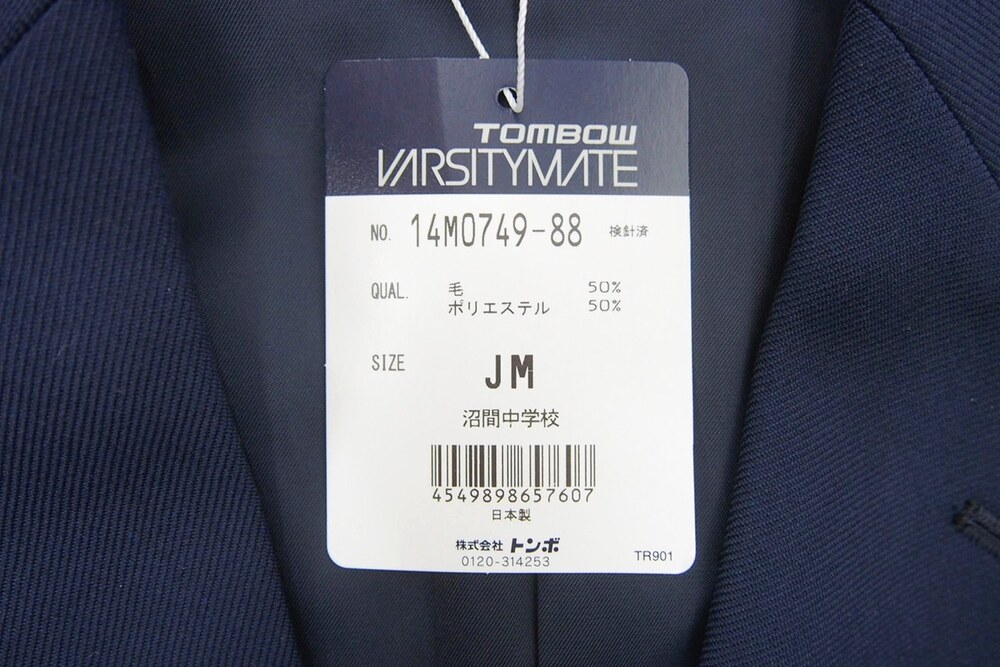 TOMBOW
VARSITYMATE
NO. 14M0749-88 検針済
QUAL. 毛 50%
ポリエステル 50%
SIZE JM
沼間中学校
4549898657607
日本製
株式会社 トンボ
0120-314253
TR901